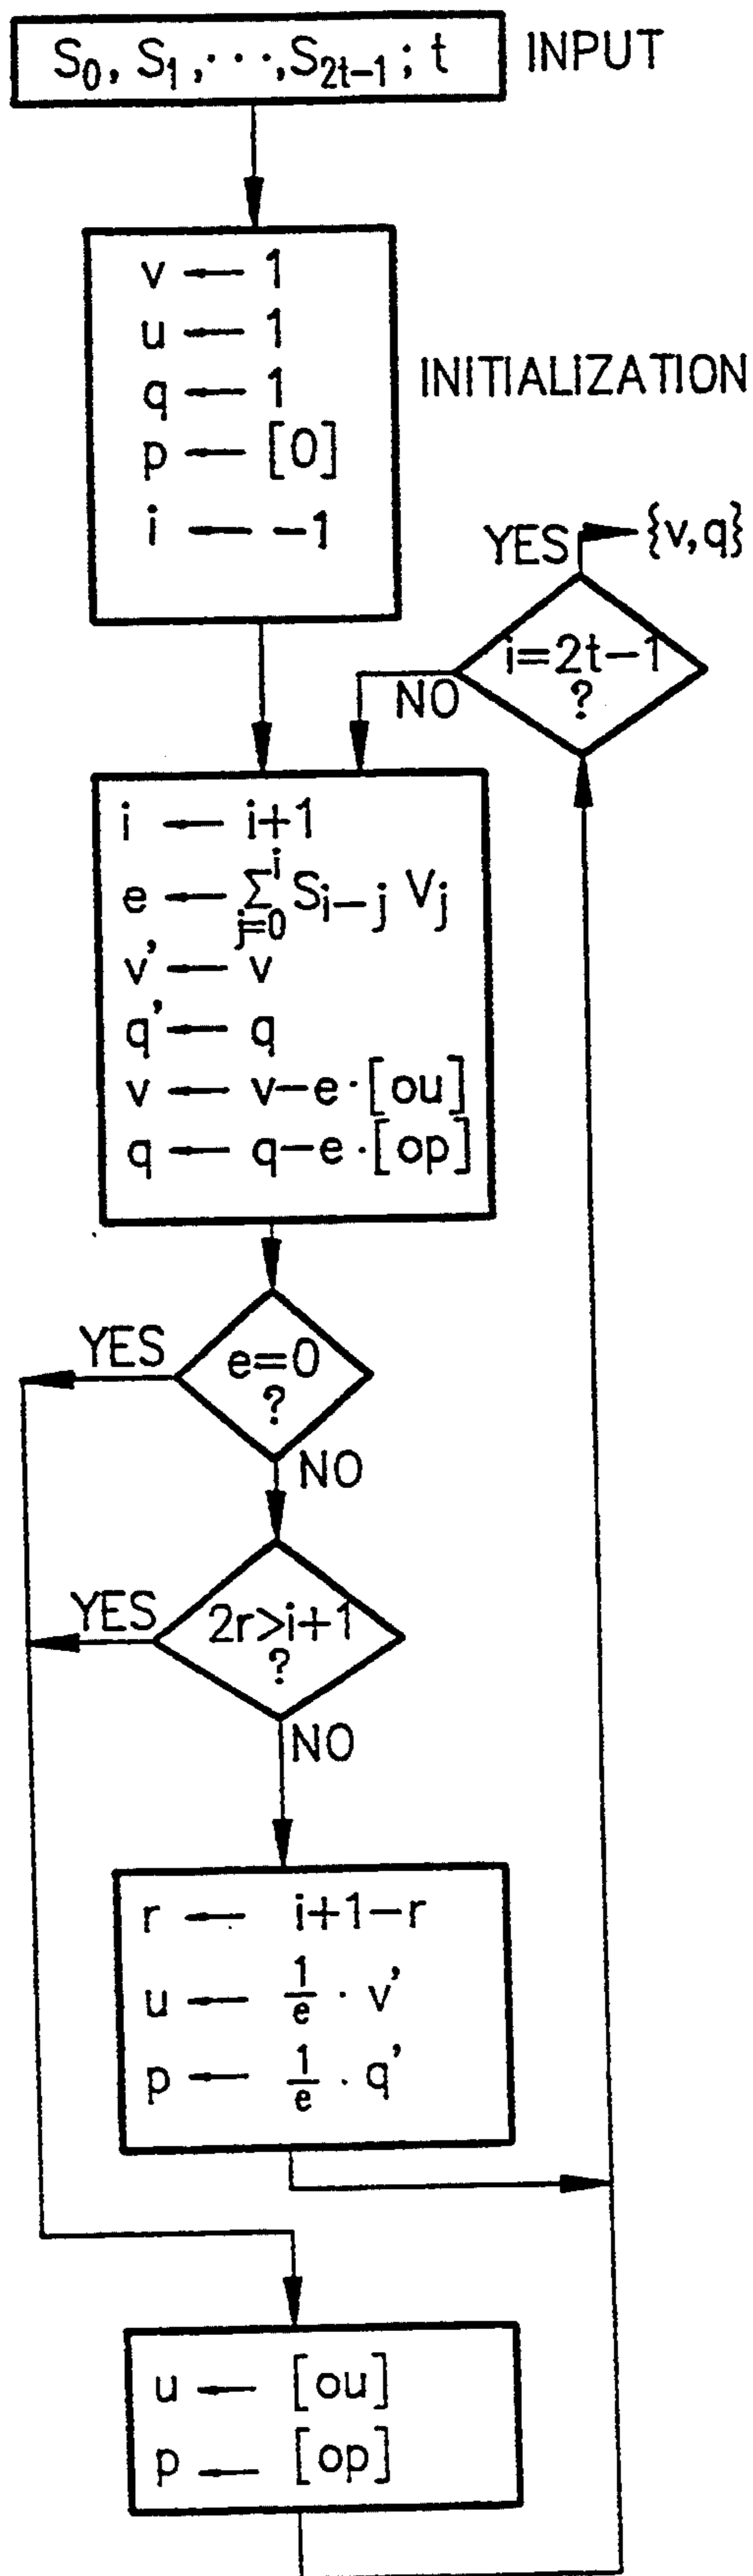 S₀, S₁, ···, S₂ₜ₋₁ ; t INPUT
v ← 1
u ← 1
q ← 1
p ← [0]
i ← -1
INITIALIZATION
YES {v,q}
i=2t-1
?
NO
i ← i+1
e ← ∑ᵢⱼ₌₀ Sᵢ₋ⱼ Vⱼ
v' ← v
q' ← q
v ← v-e·[ou]
q ← q-e·[op]
YES
e=0
?
NO
YES
2r>i+1
?
NO
r ← i+1-r
u ← 1/e · v'
p ← 1/e · q'
u ← [ou]
p ← [op]